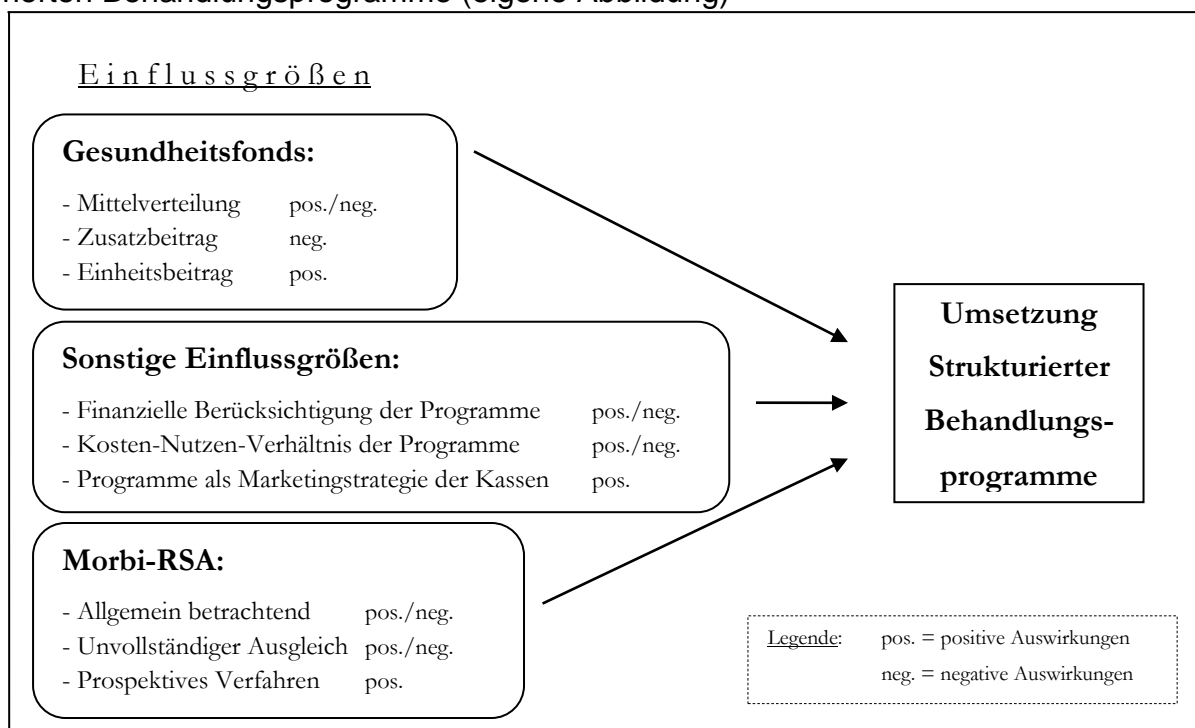 Behandlungsprogramme (eigene Abbildung)
Einflussgrößen
Gesundheitsfonds:
- Mittelverteilung pos./neg.
- Zusatzbeitrag neg.
- Einheitsbeitrag pos.
Sonstige Einflussgrößen:
- Finanzielle Berücksichtigung der Programme pos./neg.
- Kosten-Nutzen-Verhältnis der Programme pos./neg.
- Programme als Marketingstrategie der Kassen pos.
Morbi-RSA:
- Allgemein betrachtend pos./neg.
- Unvollständiger Ausgleich pos./neg.
- Prospektives Verfahren pos.
Umsetzung
Strukturierter
Behandlungs-
programme
Legende: pos. = positive Auswirkungen
neg. = negative Auswirkungen